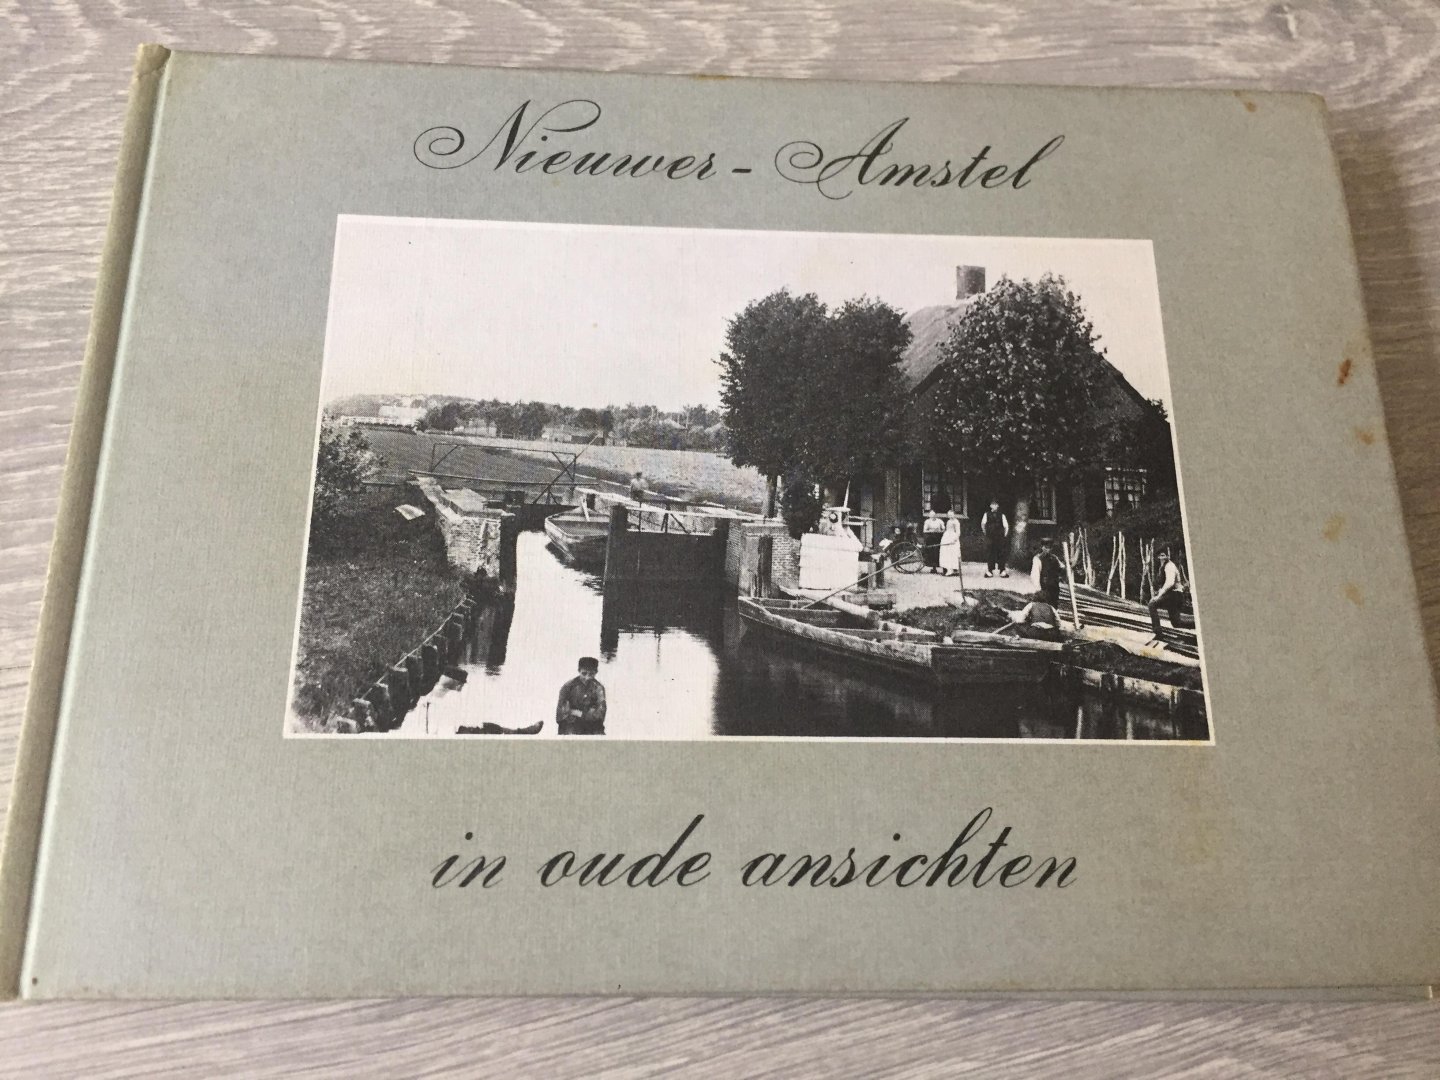 Nieuwer-Amstel
in oude ansichten